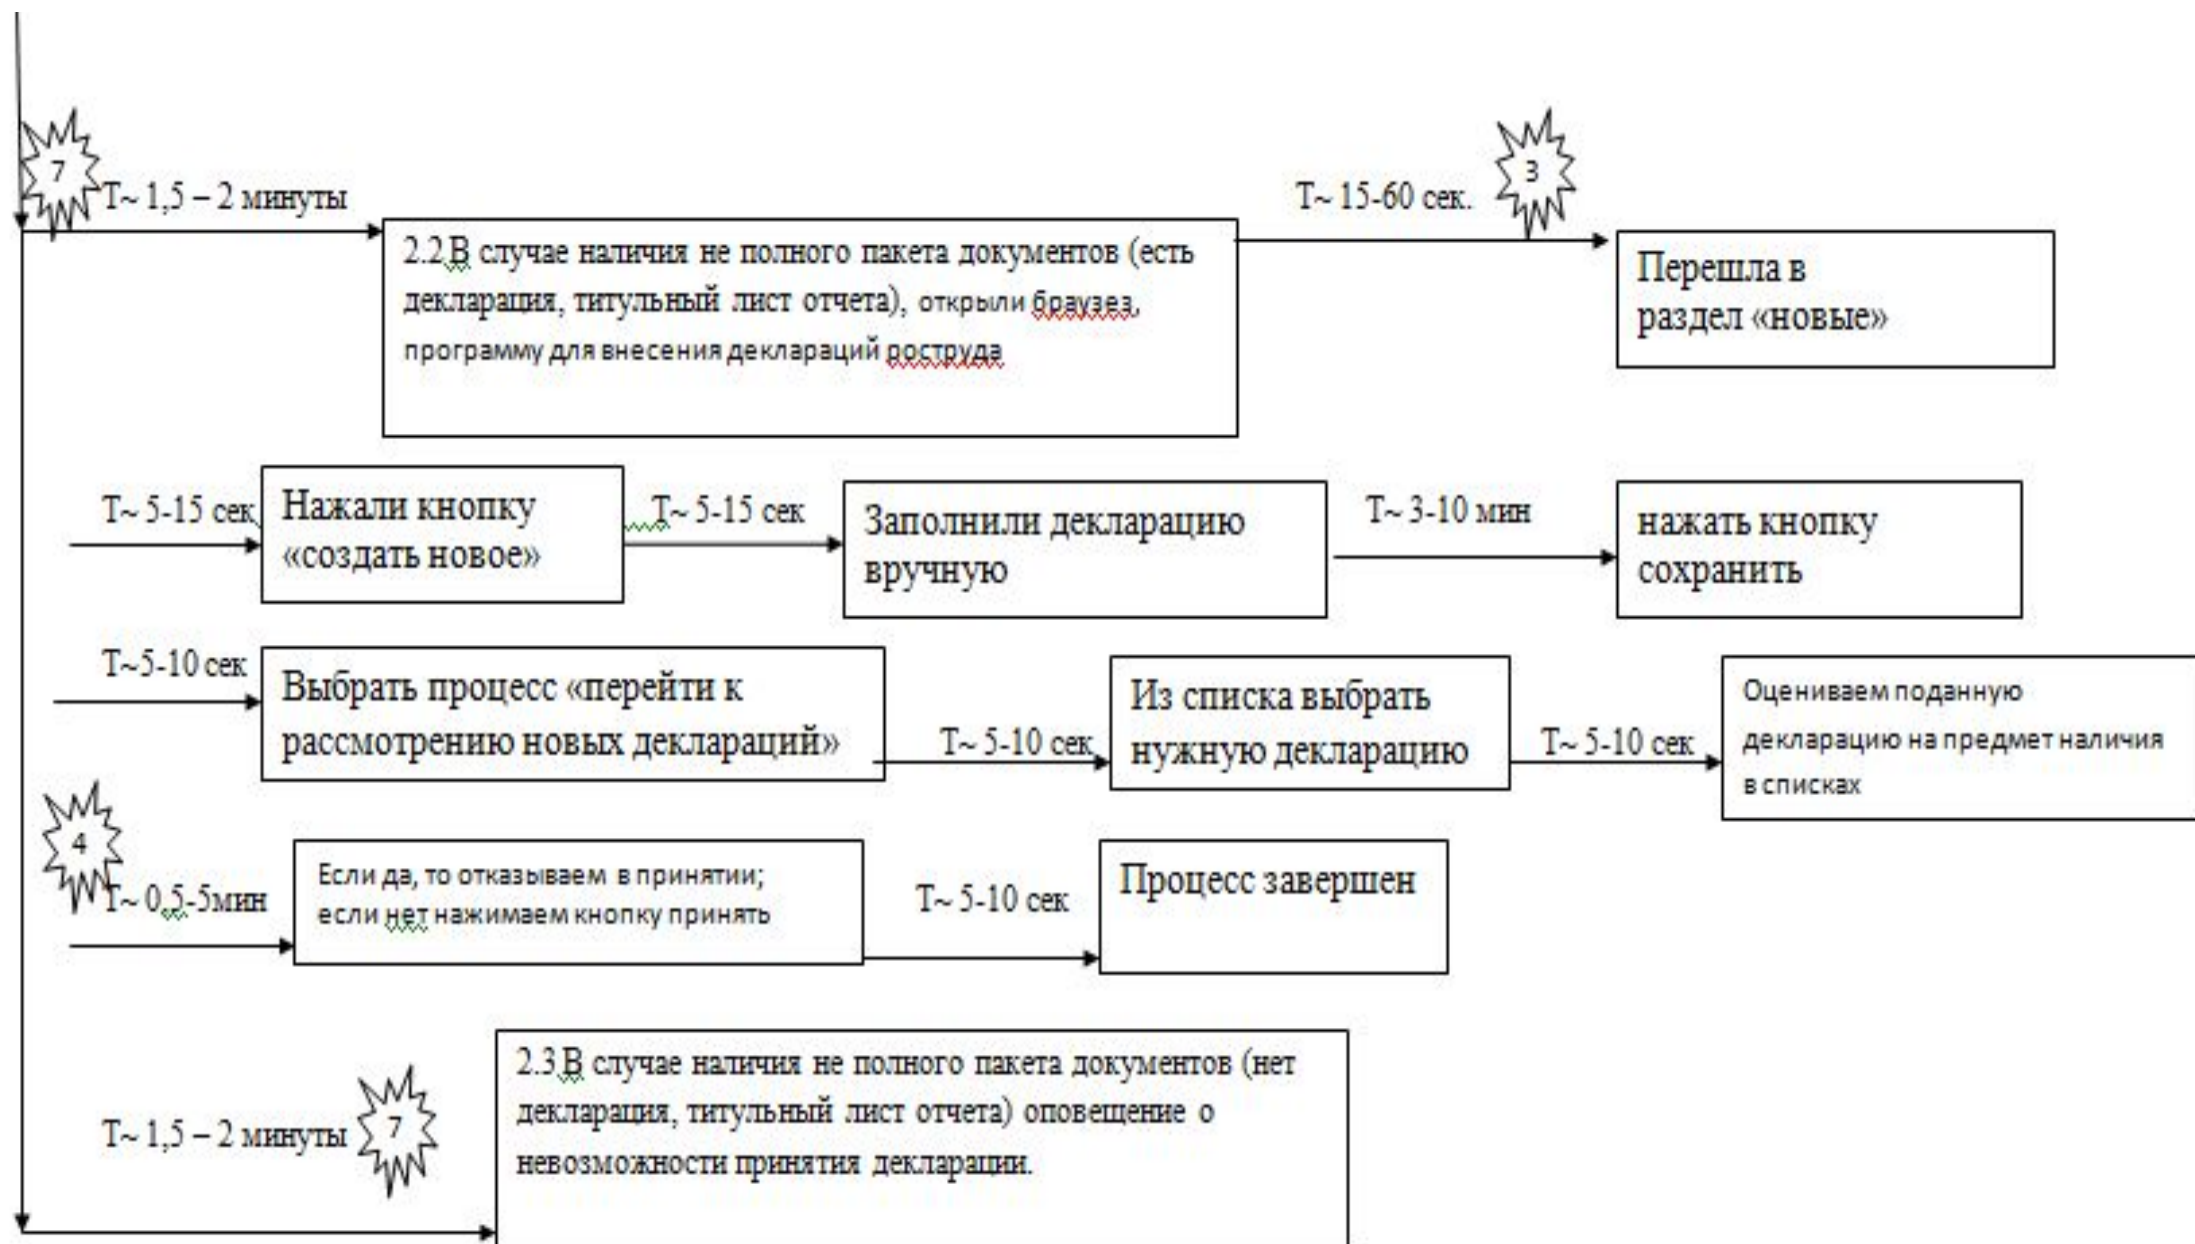 7
Т~ 1,5 – 2 минуты
Т~ 15-60 сек.
3
2.2 В случае наличия не полного пакета документов (есть
декларация, титульный лист отчета), открыли браузез,
программу для внесения деклараций роструда
Перешла в
раздел «новые»
Т~ 5-15 сек
Нажали кнопку
«создать новое»
Т~ 5-15 сек
Заполнили декларацию
вручную
Т~ 3-10 мин
нажать кнопку
сохранить
Т~5-10 сек
Выбрать процесс «перейти к
рассмотрению новых деклараций»
Т~ 5-10 сек
Из списка выбрать
нужную декларацию
Т~ 5-10 сек
Оцениваем поданную
декларацию на предмет наличия
в списках
4
Т~ 0,5-5мин
Если да, то отказываем в принятии;
если нет нажимаем кнопку принять
Т~ 5-10 сек
Процесс завершен
Т~ 1,5 – 2 минуты
7
2.3 В случае наличия не полного пакета документов (нет
декларация, титульный лист отчета) оповещение о
невозможности принятия декларации.